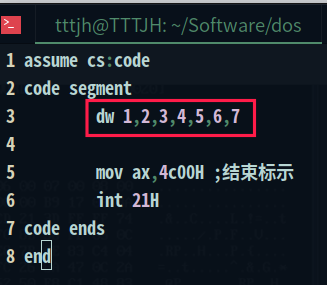 tttjh@TTTJH: ~/Software/dos
1 assume cs:code
2 code segment
3 dw 1,2,3,4,5,6,7
4
5 mov ax,4c00H ;结束标示
6 int 21H
7 code ends
8 end